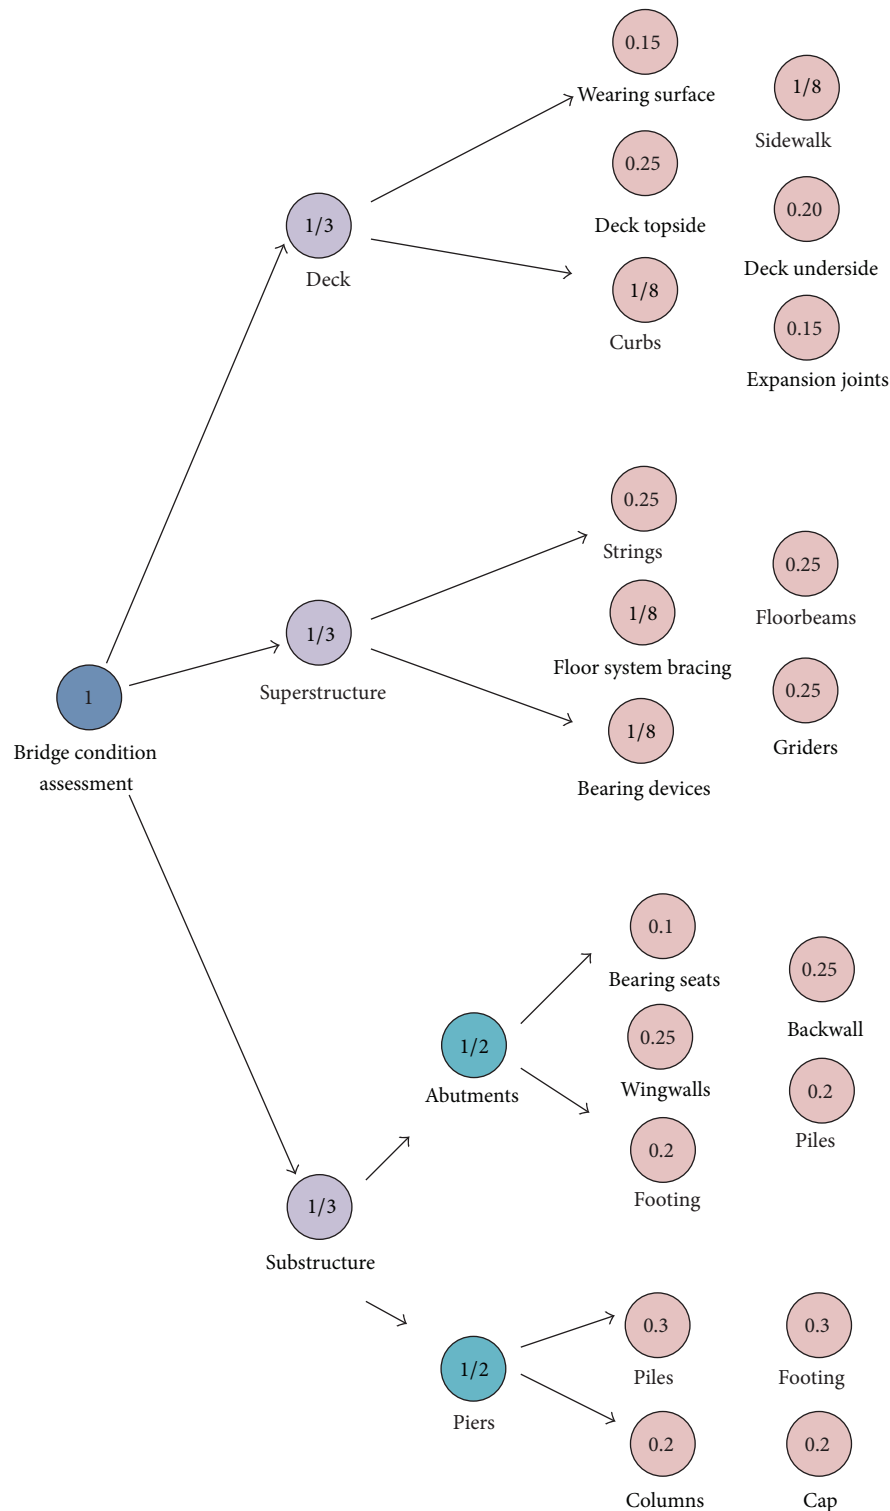 0.15
Wearing surface
1/8
Sidewalk
0.25
Deck topside
0.20
Deck underside
1/3
Deck
1/8
Curbs
0.15
Expansion joints
0.25
Strings
0.25
Floorbeams
1/8
Floor system bracing
1/3
Superstructure
0.25
Griders
1/8
Bearing devices
1
Bridge condition
assessment
0.1
Bearing seats
0.25
Backwall
0.25
Wingwalls
1/2
Abutments
0.2
Piles
0.2
Footing
1/3
Substructure
0.3
Piles
0.3
Footing
1/2
Piers
0.2
Columns
0.2
Cap